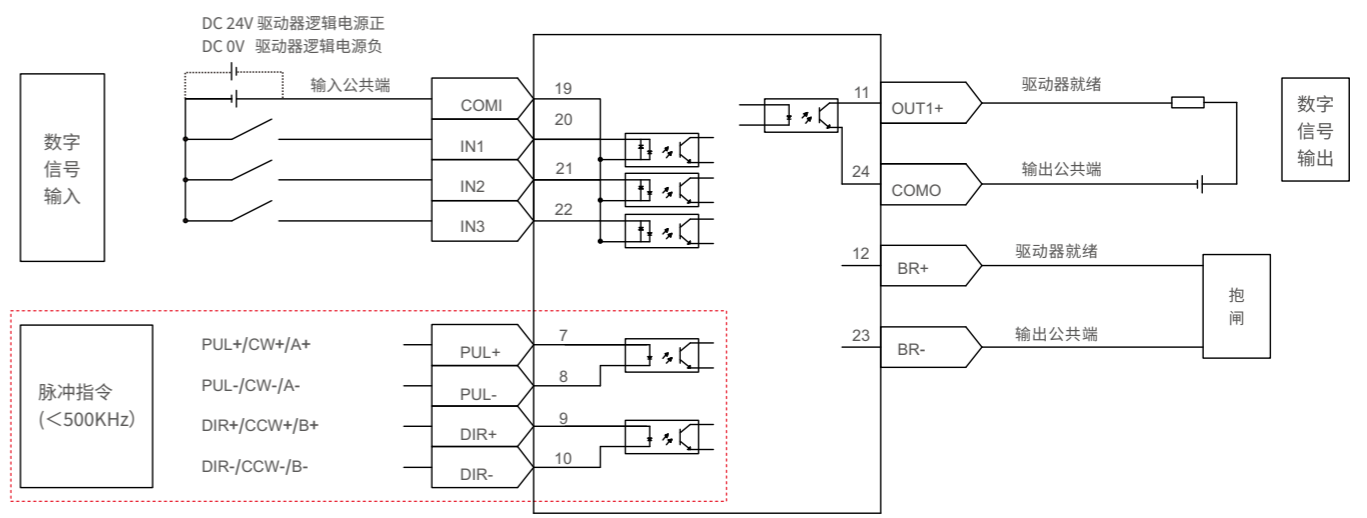 DC 24V 驱动器逻辑电源正
DC 0V 驱动器逻辑电源负
数字
信号
输入
输入公共端
COMI
IN1
IN2
IN3
19
20
21
22
11
24
12
23
OUT1+
COMO
BR+
BR-
驱动器就绪
输出公共端
驱动器就绪
输出公共端
数字
信号
输出
抱
闸
脉冲指令
(＜500KHz)
PUL+/CW+/A+
PUL-/CW-/A-
DIR+/CCW+/B+
DIR-/CCW-/B-
PUL+
PUL-
DIR+
DIR-
7
8
9
10